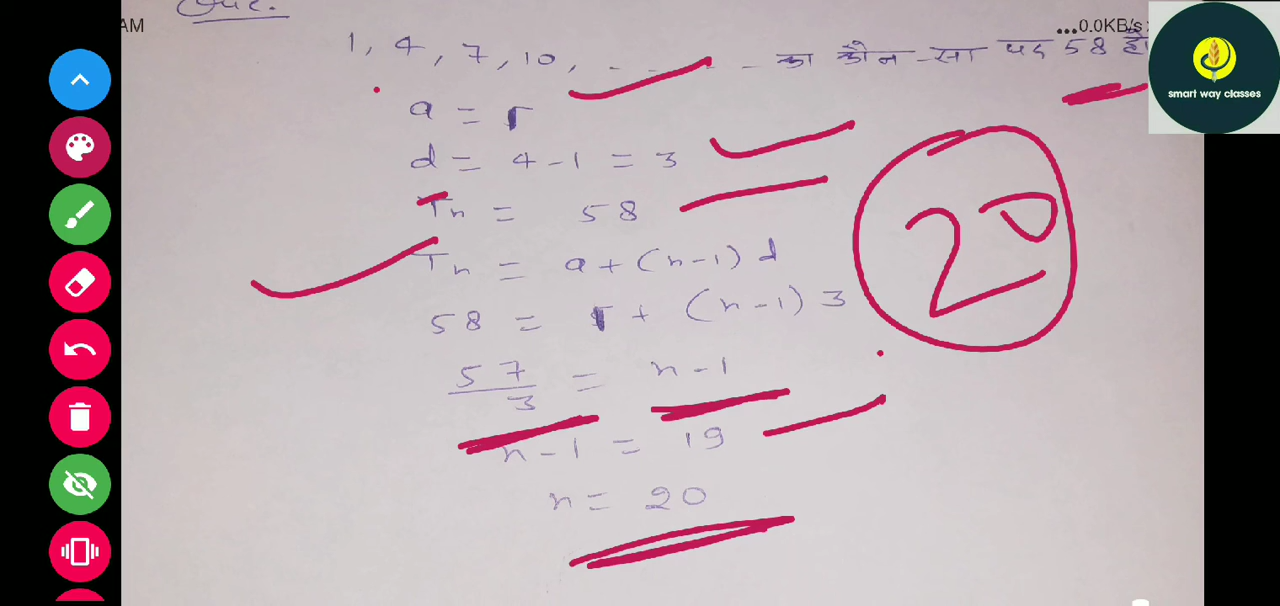 Que.
AM
...0.0KB/s
1, 4, 7, 10, - - - - का कौन-सा पद 58 है
smart way classes
a = 1
d = 4 - 1 = 3
Tn = 58
Tn = a + (n-1) d
58 = 1 + (n-1) 3
57/3 = n-1
n-1 = 19
n = 20
20